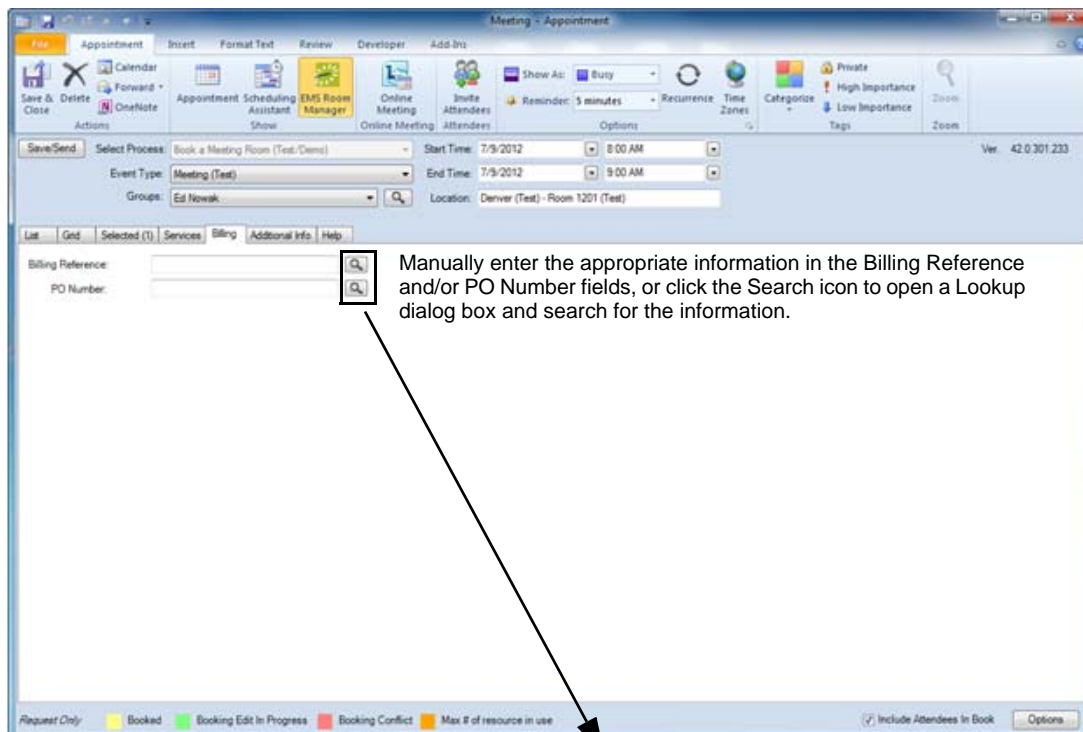 Meeting - Appointment
File Appointment Insert Format Text Review Developer Add-Ins
Save & Close
Delete
Calendar
Forward
OneNote
Actions
Appointment
Scheduling Assistant
EMS Room Manager
Show
Online Meeting
Online Meeting
Invite Attendees
Attendees
Show As: Busy
Reminder: 5 minutes
Recurrence
Time Zones
Options
Categorize
Private
High Importance
Low Importance
Tags
Zoom
Zoom
Save/Send Select Process: Book a Meeting Room (Test/Demo) Start Time: 7/9/2012 8:00 AM Ver. 42.0.301.233
Event Type: Meeting (Test) End Time: 7/9/2012 9:00 AM
Groups: Ed Nowak Location: Denver (Test) - Room 1201 (Test)
List Grid Selected (1) Services Billing Additional Info Help
Billing Reference:
PO Number:
Manually enter the appropriate information in the Billing Reference
and/or PO Number fields, or click the Search icon to open a Lookup
dialog box and search for the information.
Request Only Booked Booking Edit In Progress Booking Conflict Max # of resource in use Include Attendees In Book Options